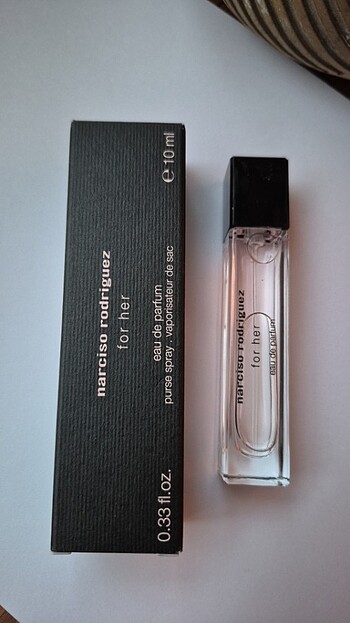 narciso rodriguez
for her
eau de parfum
purse spray . vaporisateur de sac
0.33 fl.oz.
℮ 10 ml
narciso rodriguez
for her
eau de parfum